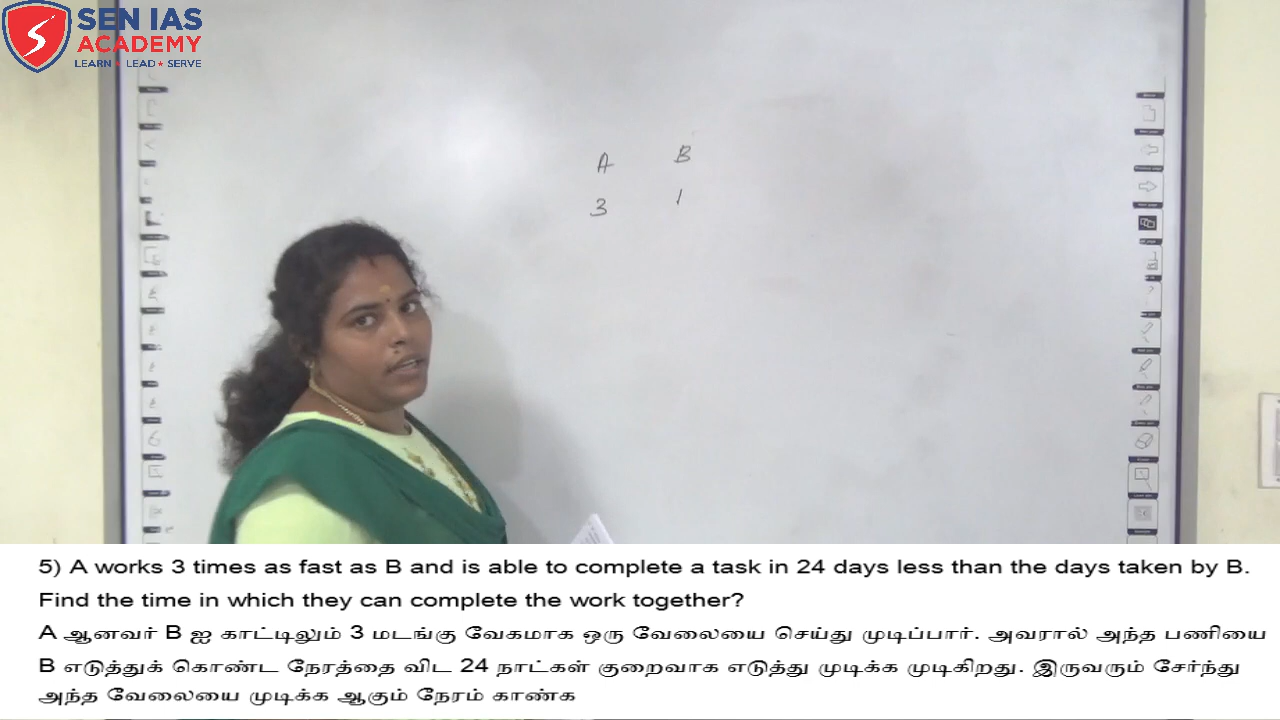 SEN IAS
ACADEMY
LEARN ★ LEAD ★ SERVE
A B
3 1
5) A works 3 times as fast as B and is able to complete a task in 24 days less than the days taken by B.
Find the time in which they can complete the work together?
A ஆனவர் B ஐ காட்டிலும் 3 மடங்கு வேகமாக ஒரு வேலையை செய்து முடிப்பார். அவரால் அந்த பணியை
B எடுத்துக் கொண்ட நேரத்தை விட 24 நாட்கள் குறைவாக எடுத்து முடிக்க முடிகிறது. இருவரும் சேர்ந்து
அந்த வேலையை முடிக்க ஆகும் நேரம் காண்க